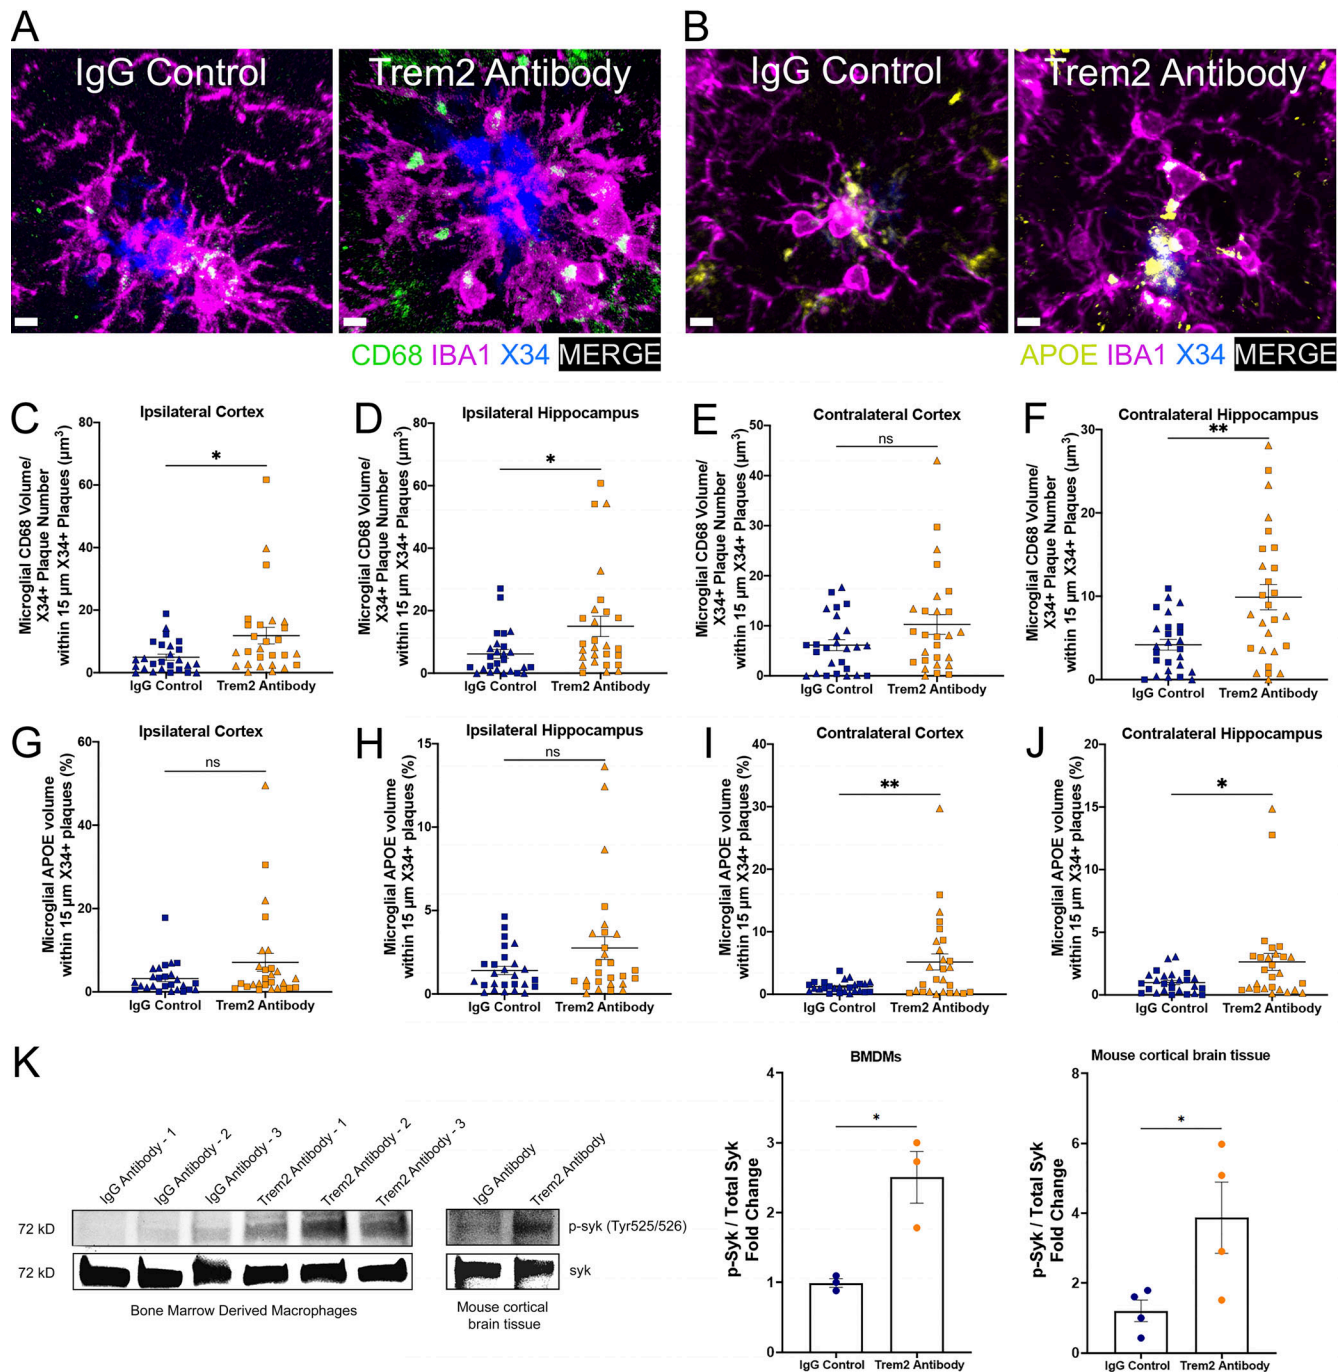 A
IgG Control
Trem2 Antibody
CD68 IBA1 X34 MERGE
B
IgG Control
Trem2 Antibody
APOE IBA1 X34 MERGE
C
Ipsilateral Cortex
Microglial CD68 Volume/
X34+ Plaque Number
within 15 µm X34+ Plaques (µm³)
80
60
40
20
0
*
IgG Control
Trem2 Antibody
D
Ipsilateral Hippocampus
Microglial CD68 Volume/
X34+ Plaque Number
within 15 µm X34+ Plaques (µm³)
80
60
40
20
0
*
IgG Control
Trem2 Antibody
E
Contralateral Cortex
Microglial CD68 Volume/
X34+ Plaque Number
within 15 µm X34+ Plaques (µm³)
50
40
30
20
10
0
ns
IgG Control
Trem2 Antibody
F
Contralateral Hippocampus
Microglial CD68 Volume/
X34+ Plaque Number
within 15 µm X34+ Plaques (µm³)
30
20
10
0
**
IgG Control
Trem2 Antibody
G
Ipsilateral Cortex
Microglial APOE volume
within 15 µm X34+ plaques (%)
60
40
20
0
ns
IgG Control
Trem2 Antibody
H
Ipsilateral Hippocampus
Microglial APOE volume
within 15 µm X34+ plaques (%)
15
10
5
0
ns
IgG Control
Trem2 Antibody
I
Contralateral Cortex
Microglial APOE volume
within 15 µm X34+ plaques (%)
40
30
20
10
0
**
IgG Control
Trem2 Antibody
J
Contralateral Hippocampus
Microglial APOE volume
within 15 µm X34+ plaques (%)
20
15
10
5
0
*
IgG Control
Trem2 Antibody
K
IgG Antibody - 1
IgG Antibody - 2
IgG Antibody - 3
Trem2 Antibody - 1
Trem2 Antibody - 2
Trem2 Antibody - 3
IgG Antibody
Trem2 Antibody
72 kD
p-syk (Tyr525/526)
72 kD
syk
Bone Marrow Derived Macrophages
Mouse cortical
brain tissue
BMDMs
p-Syk / Total Syk
Fold Change
4
3
2
1
0
*
IgG Control
Trem2 Antibody
Mouse cortical brain tissue
p-Syk / Total Syk
Fold Change
8
6
4
2
0
*
IgG Control
Trem2 Antibody